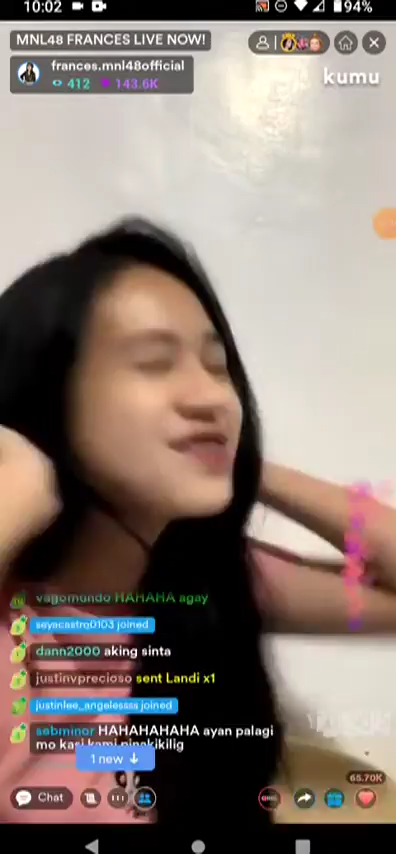 10:02
94%
MNL48 FRANCES LIVE NOW!
frances.mnl48official
412 143.6K
kumu
vagomundo HAHAHA agay
joined
dann2000 aking sinta
justinvprecioso sent Landi x1
justinlee_angelessss joined
sebminor HAHAHAHAHA ayan palagi
mo kasi kami pinakikilig
1 new
65.70K
Chat